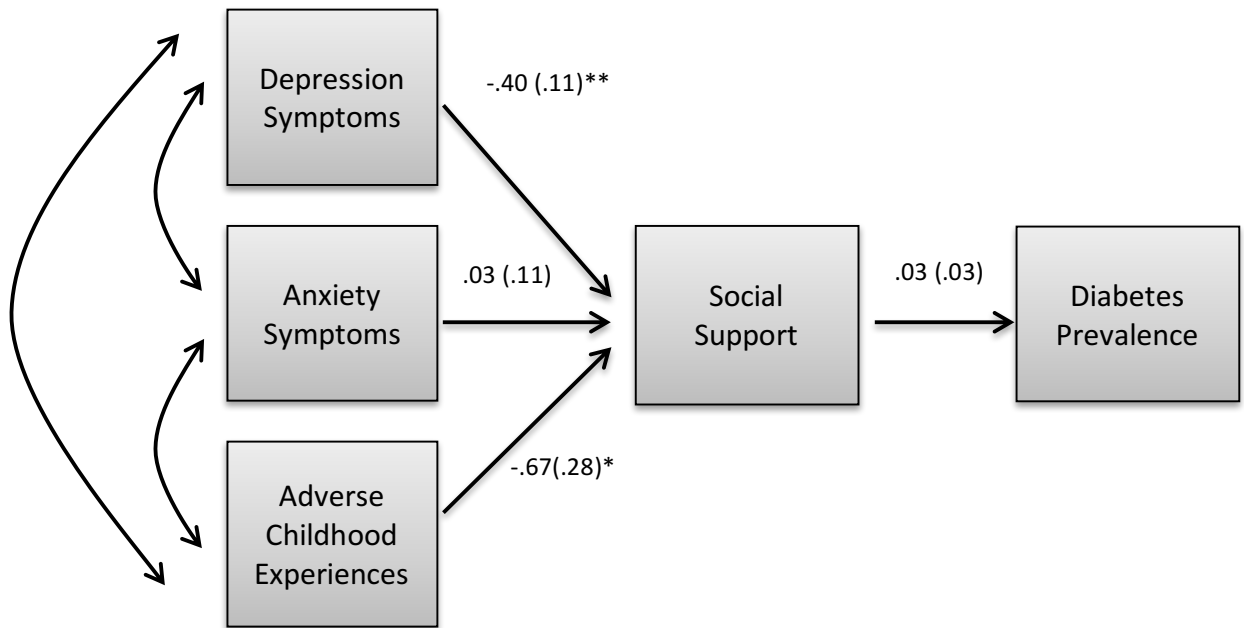 Depression
Symptoms
-.40 (.11)**
Anxiety
Symptoms
.03 (.11)
Social
Support
.03 (.03)
Diabetes
Prevalence
Adverse
Childhood
Experiences
-.67(.28)*